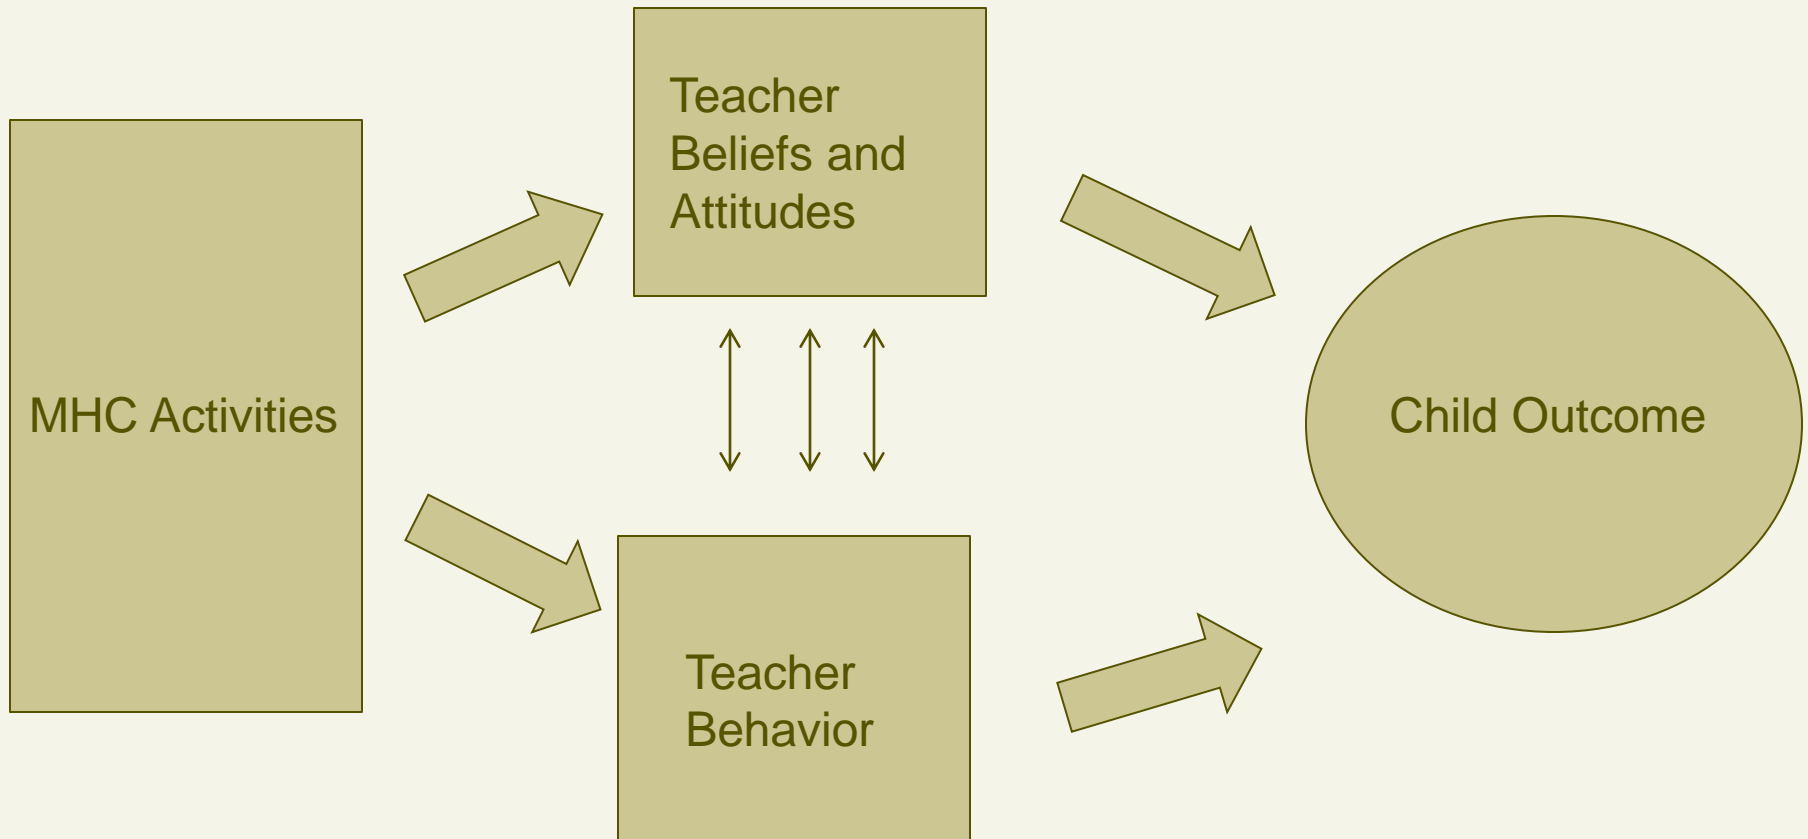 Teacher
Beliefs and
Attitudes
MHC Activities
Child Outcome
Teacher
Behavior